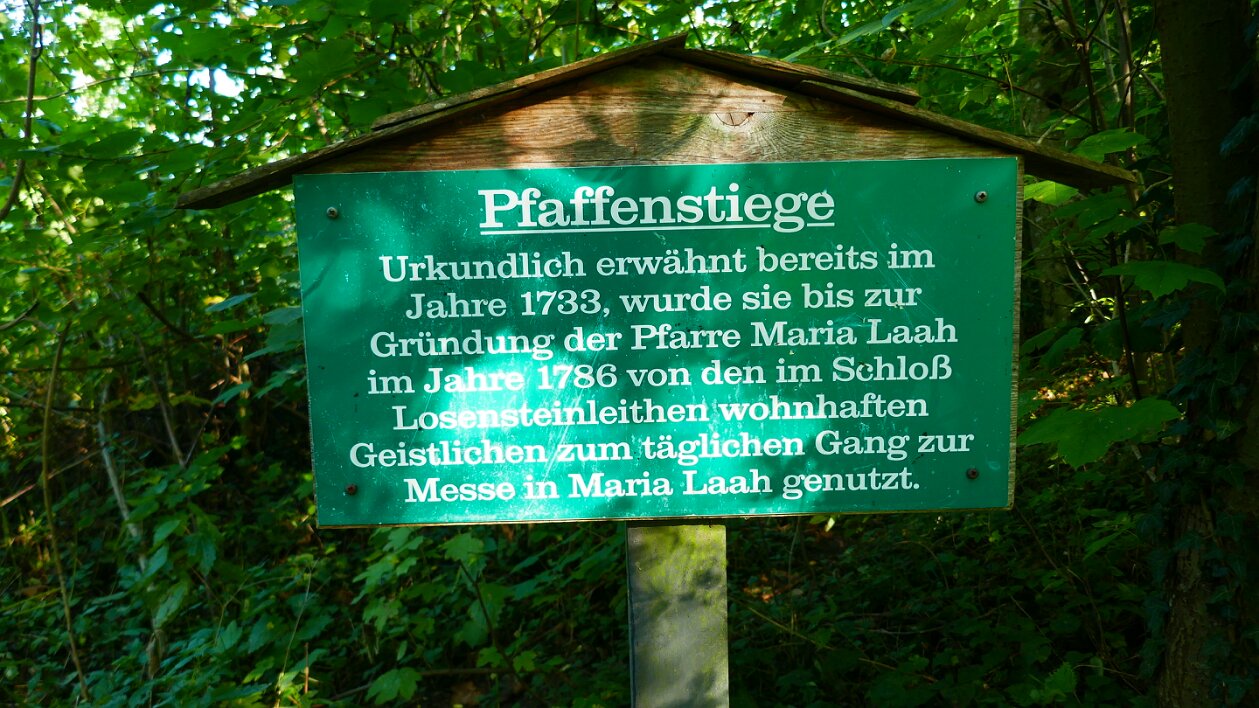 Pfaffenstiege
Urkundlich erwähnt bereits im
Jahre 1733, wurde sie bis zur
Gründung der Pfarre Maria Laah
im Jahre 1786 von den im Schloß
Losensteinleithen wohnhaften
Geistlichen zum täglichen Gang zur
Messe in Maria Laah genutzt.